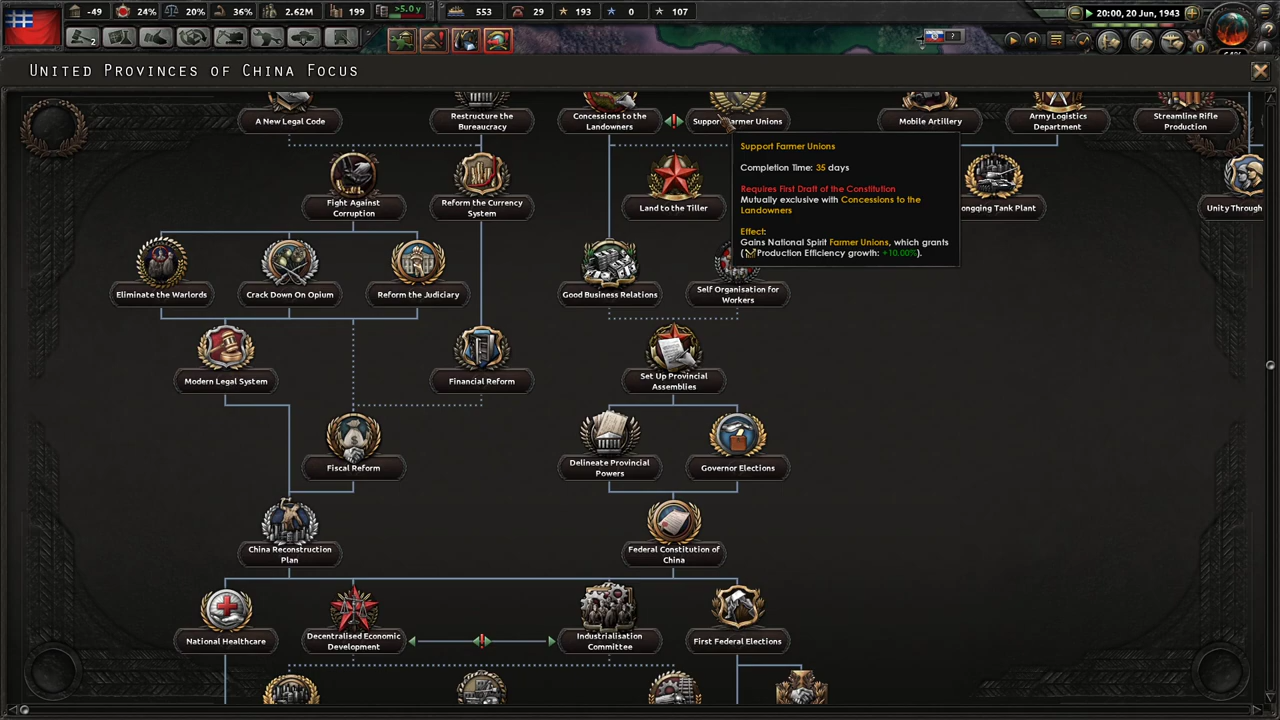 -49
24%
20%
36%
2.62M
199
>5.0 y
553
29
193
0
107
20:00, 20 Jun, 1943
2
?
0
64%
United Provinces of China Focus
A New Legal Code
Restructure the
Bureaucracy
Concessions to the
Landowners
Support Farmer Unions
Mobile Artillery
Army Logistics
Department
Streamline Rifle
Production
Support Farmer Unions
Completion Time: 35 days
Requires First Draft of the Constitution
Mutually exclusive with Concessions to the
Landowners
Effect:
Gains National Spirit Farmer Unions, which grants
(Production Efficiency growth: +10.00%).
Fight Against
Corruption
Reform the Currency
System
Land to the Tiller
ongqing Tank Plant
Unity Through
Eliminate the Warlords
Crack Down On Opium
Reform the Judiciary
Good Business Relations
Self Organisation for
Workers
Modern Legal System
Financial Reform
Set Up Provincial
Assemblies
Fiscal Reform
Delineate Provincial
Powers
Governor Elections
China Reconstruction
Plan
Federal Constitution of
China
National Healthcare
Decentralised Economic
Development
Industrialisation
Committee
First Federal Elections